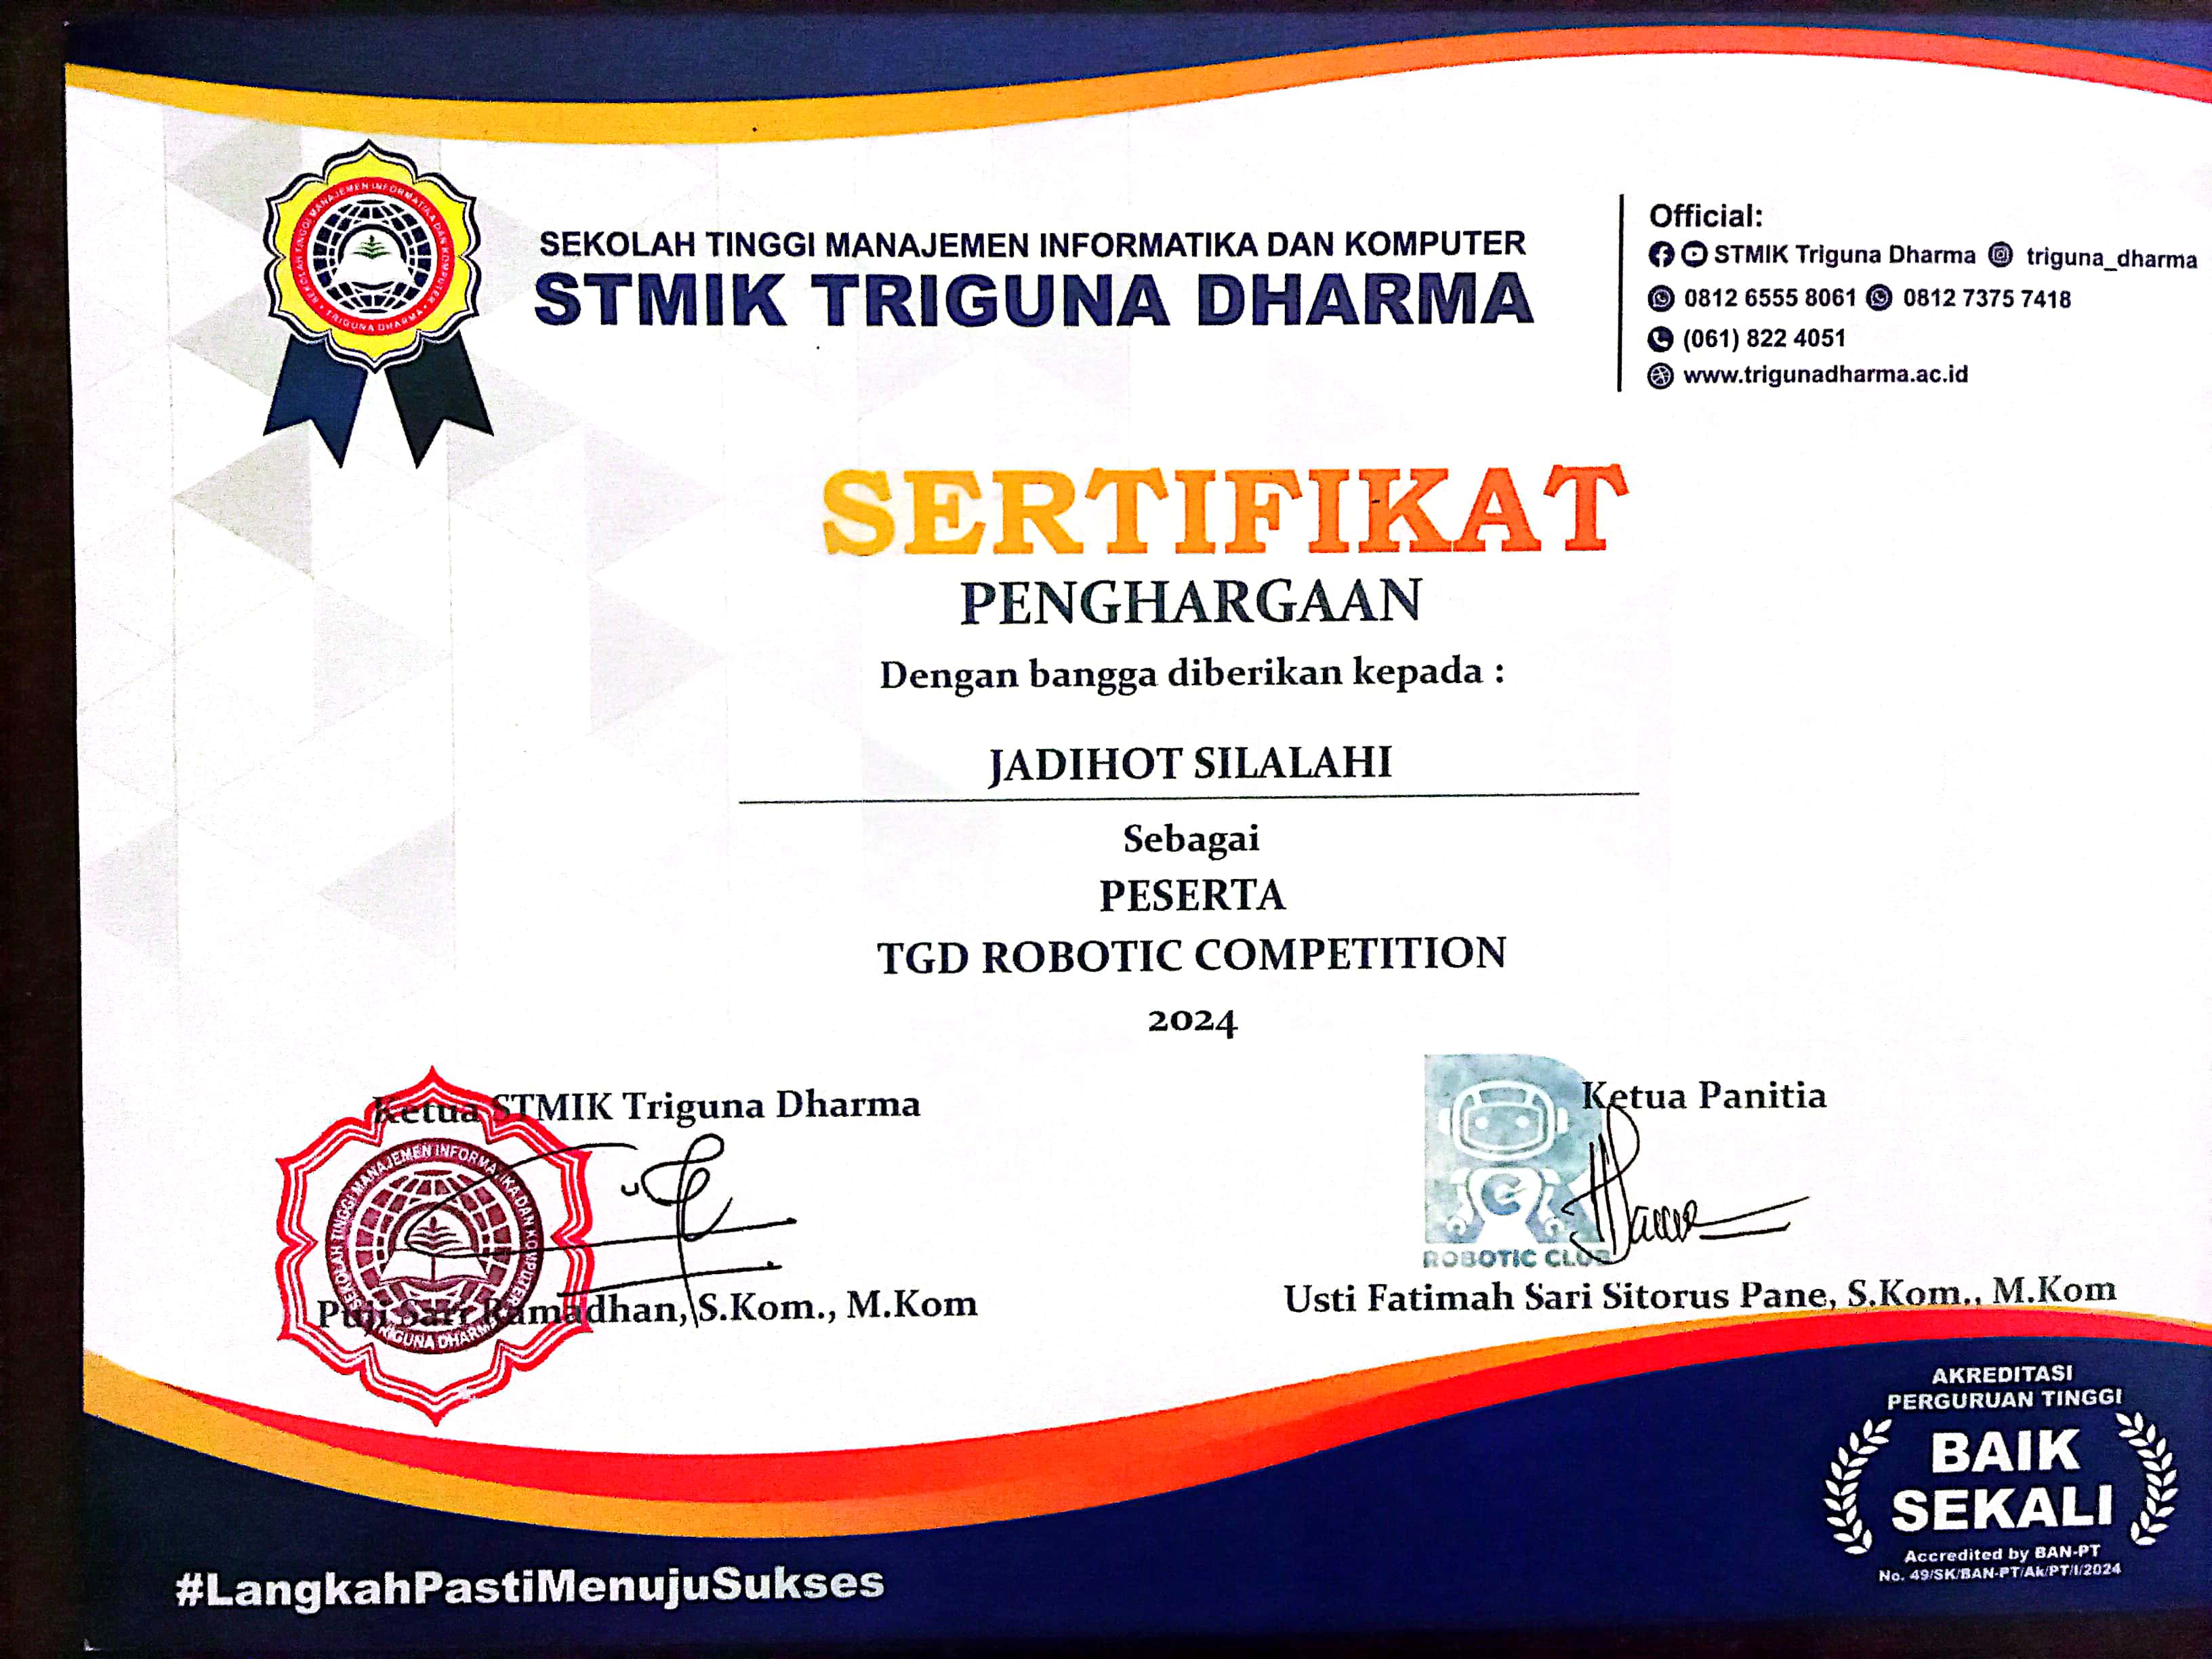 SEKOLAH TINGGI MANAJEMEN INFORMATIKA DAN KOMPUTER
TRIGUNA DHARMA
SEKOLAH TINGGI MANAJEMEN INFORMATIKA DAN KOMPUTER
STMIK TRIGUNA DHARMA
Official:
STMIK Triguna Dharma triguna_dharma
0812 6555 8061 0812 7375 7418
(061) 822 4051
www.trigunadharma.ac.id
SERTIFIKAT
PENGHARGAAN
Dengan bangga diberikan kepada :
JADIHOT SILALAHI
Sebagai
PESERTA
TGD ROBOTIC COMPETITION
2024
Ketua STMIK Triguna Dharma
SEKOLAH TINGGI MANAJEMEN INFORMATIKA DAN KOMPUTER
TRIGUNA DHARMA
Puji Sari Ramadhan, S.Kom., M.Kom
Ketua Panitia
ROBOTIC CLUB
Usti Fatimah Sari Sitorus Pane, S.Kom., M.Kom
AKREDITASI
PERGURUAN TINGGI
BAIK
SEKALI
Accredited by BAN-PT
No. 49/SK/BAN-PT/Ak/PT/I/2024
#LangkahPastiMenujuSukses